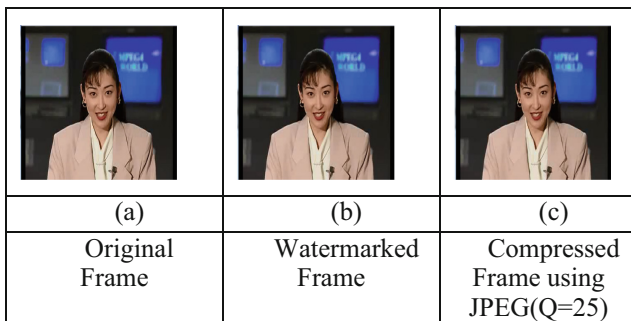 MPEG4
WORLD
MPEG4
WORLD
MPEG4
WORLD
(a)
(b)
(c)
Original
Frame
Watermarked
Frame
Compressed
Frame using
JPEG(Q=25)